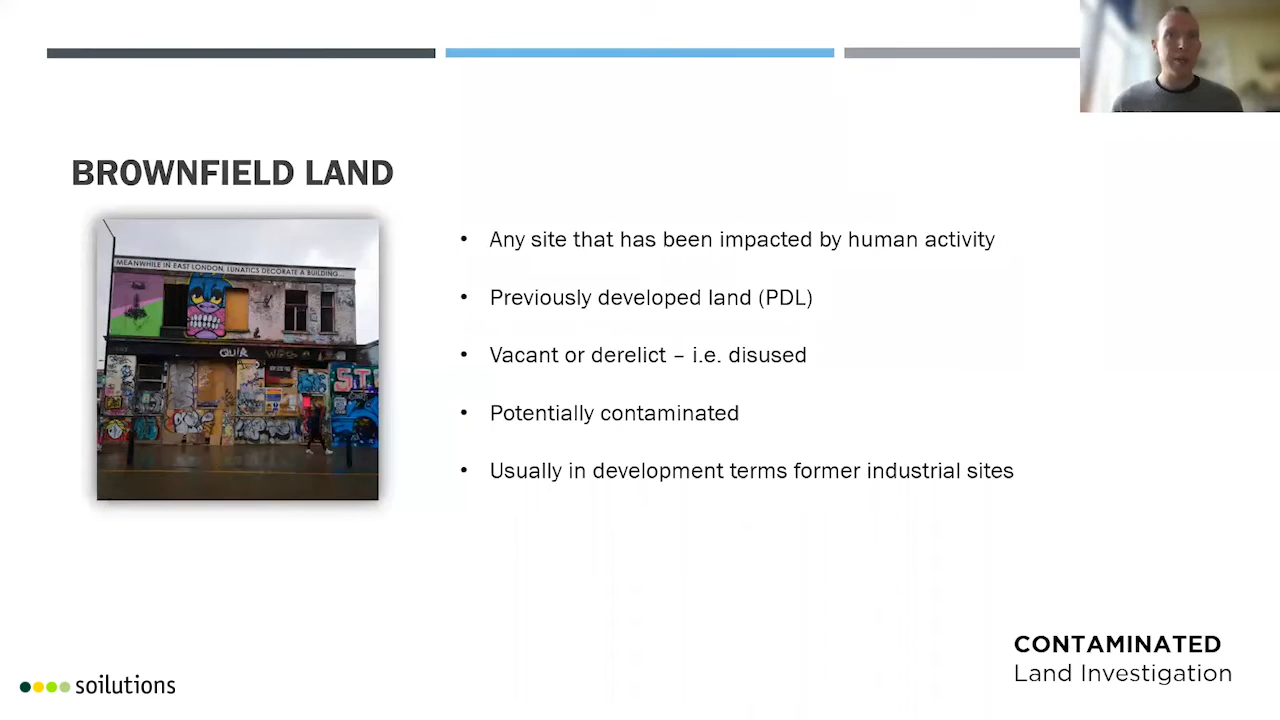 BROWNFIELD LAND
MEANWHILE IN EAST LONDON, LUNATICS DECORATE A BUILDING...
QUIR
ST
• Any site that has been impacted by human activity
• Previously developed land (PDL)
• Vacant or derelict – i.e. disused
• Potentially contaminated
• Usually in development terms former industrial sites
CONTAMINATED
Land Investigation
soilutions